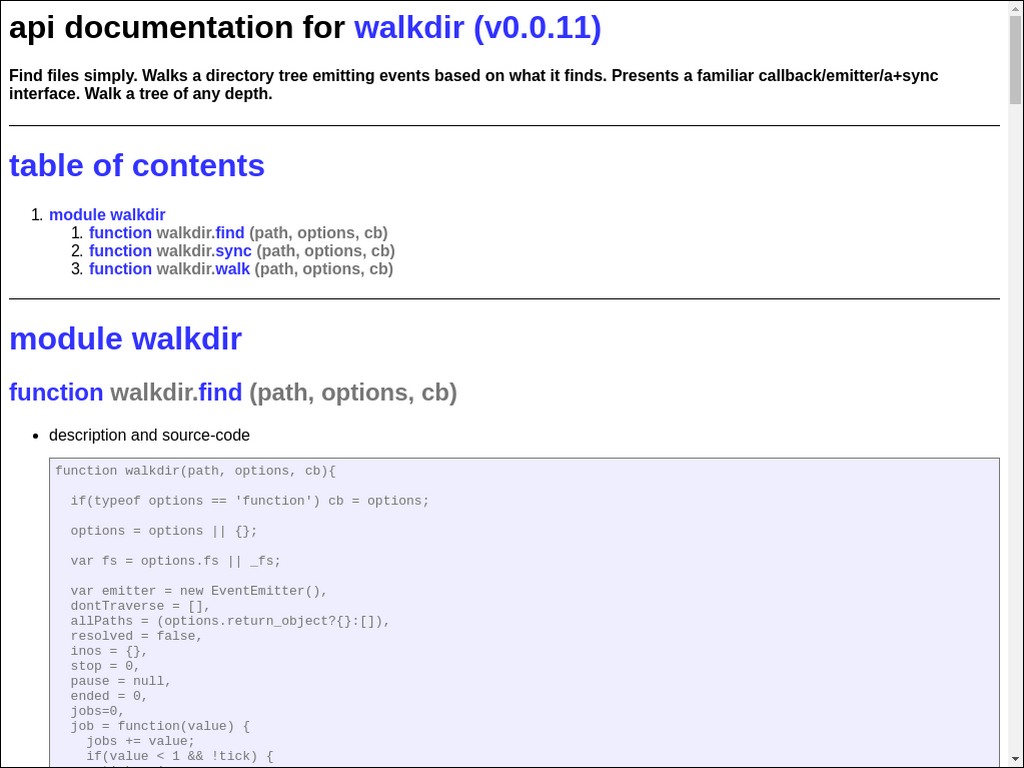 api documentation for walkdir (v0.0.11)
Find files simply. Walks a directory tree emitting events based on what it finds. Presents a familiar callback/emitter/a+sync
interface. Walk a tree of any depth.
table of contents
1. module walkdir
1. function walkdir.find (path, options, cb)
2. function walkdir.sync (path, options, cb)
3. function walkdir.walk (path, options, cb)
module walkdir
function walkdir.find (path, options, cb)
• description and source-code
function walkdir(path, options, cb){
  if(typeof options == 'function') cb = options;
  options = options || {};
  var fs = options.fs || _fs;
  var emitter = new EventEmitter(),
  dontTraverse = [],
  allPaths = (options.return_object?{}:[]),
  resolved = false,
  inos = {},
  stop = 0,
  pause = null,
  ended = 0,
  jobs=0,
  job = function(value) {
    jobs += value;
    if(value < 1 && !tick) {